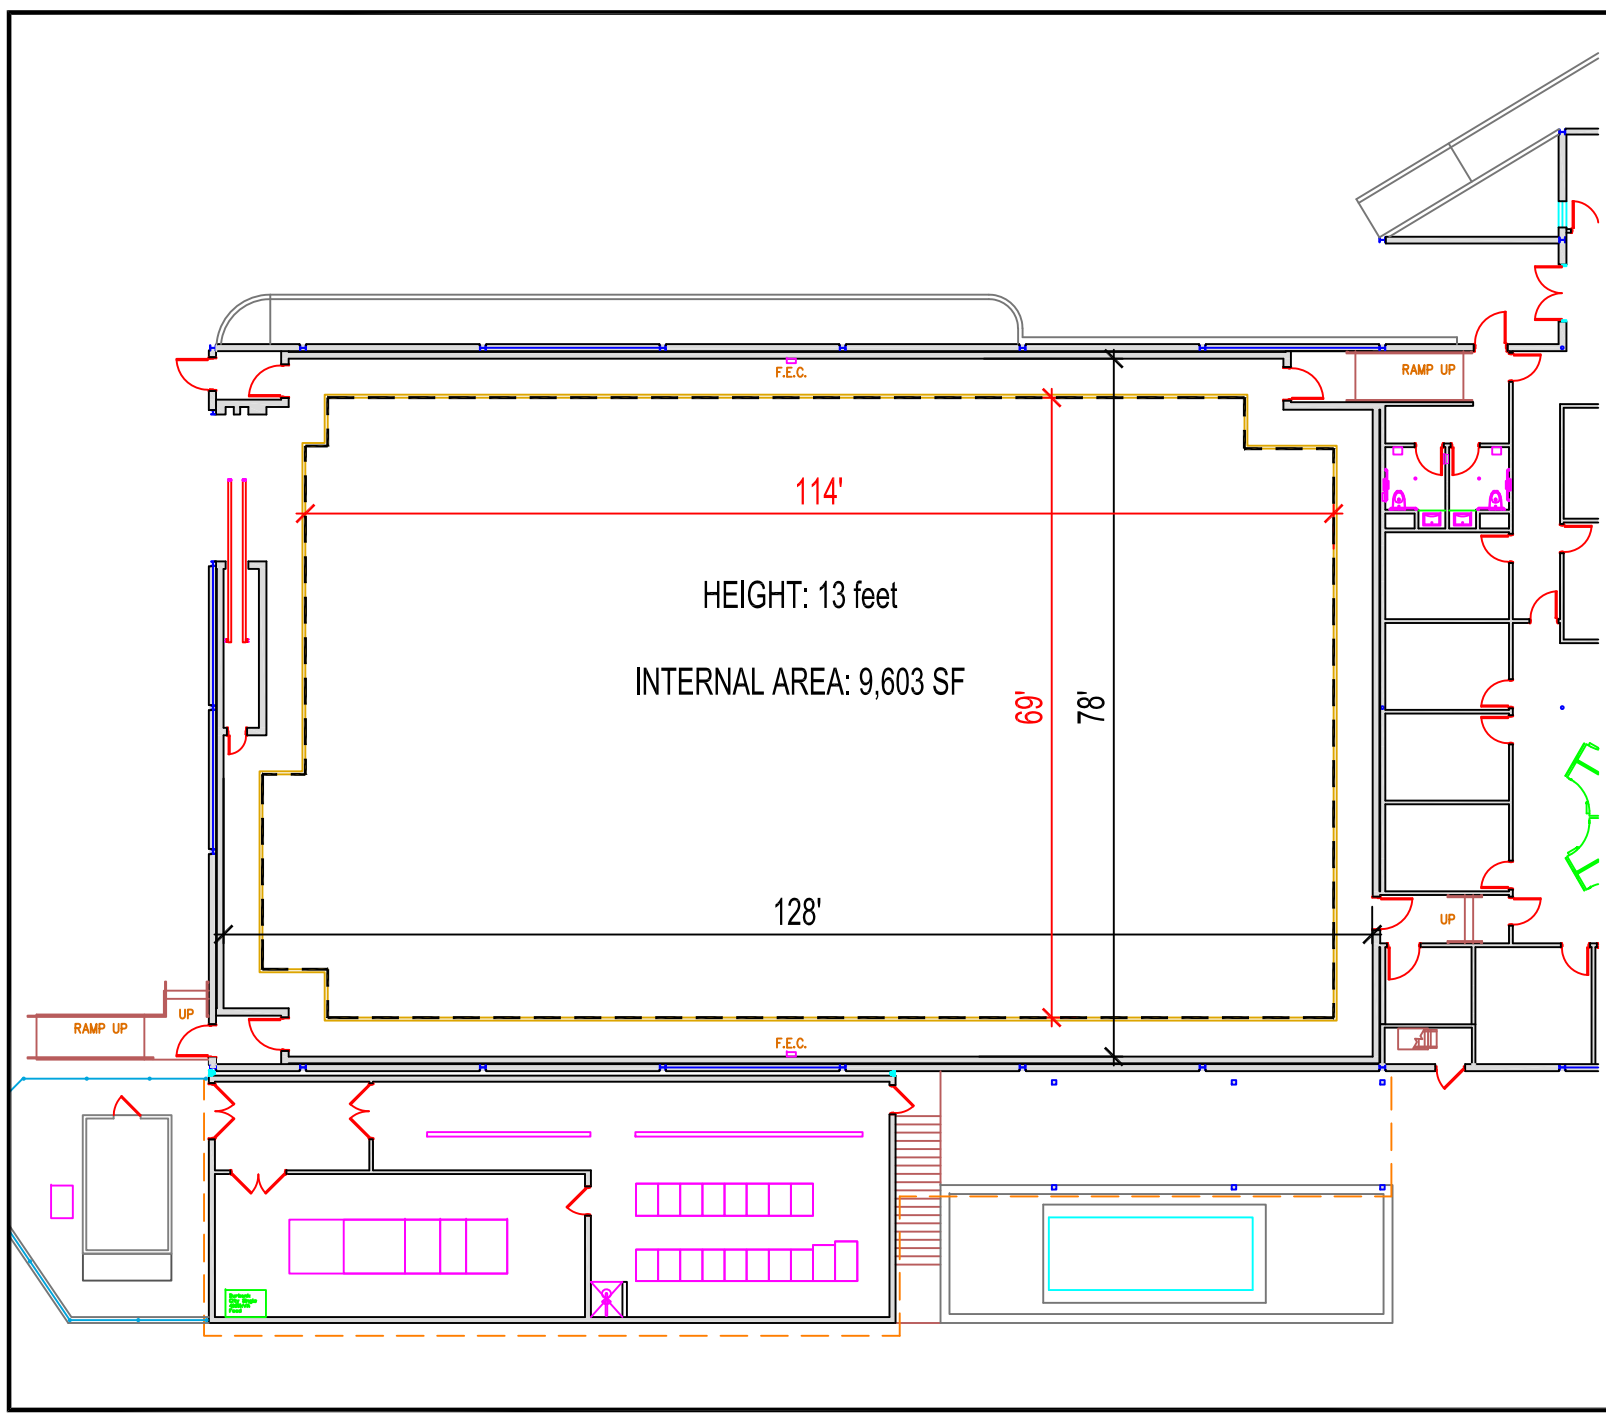 F.E.C.
RAMP UP
114'
HEIGHT: 13 feet
INTERNAL AREA: 9,603 SF
69'
78'
128'
UP
UP
RAMP UP
F.E.C.